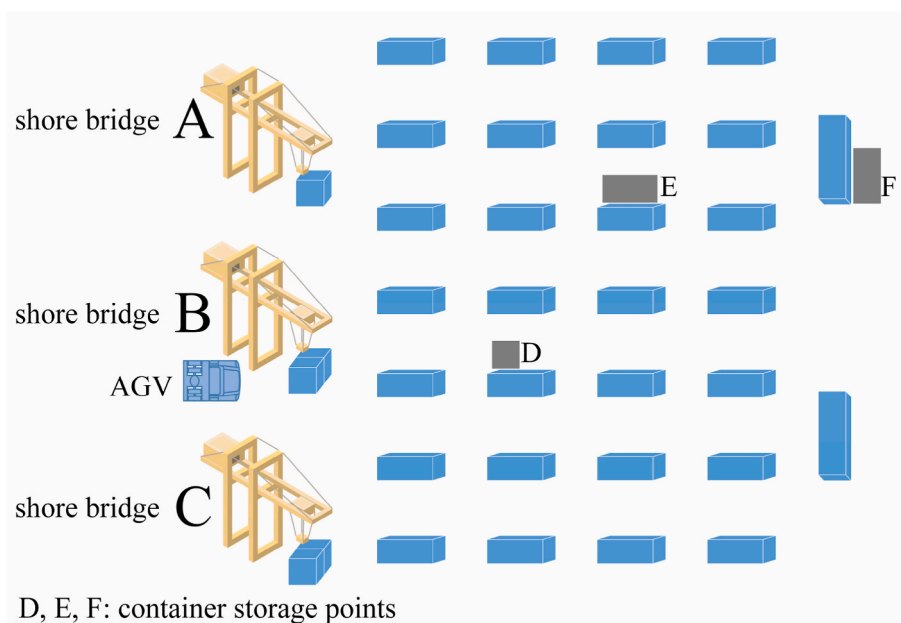 shore bridge A
E
F
shore bridge B
D
AGV
shore bridge C
D, E, F: container storage points